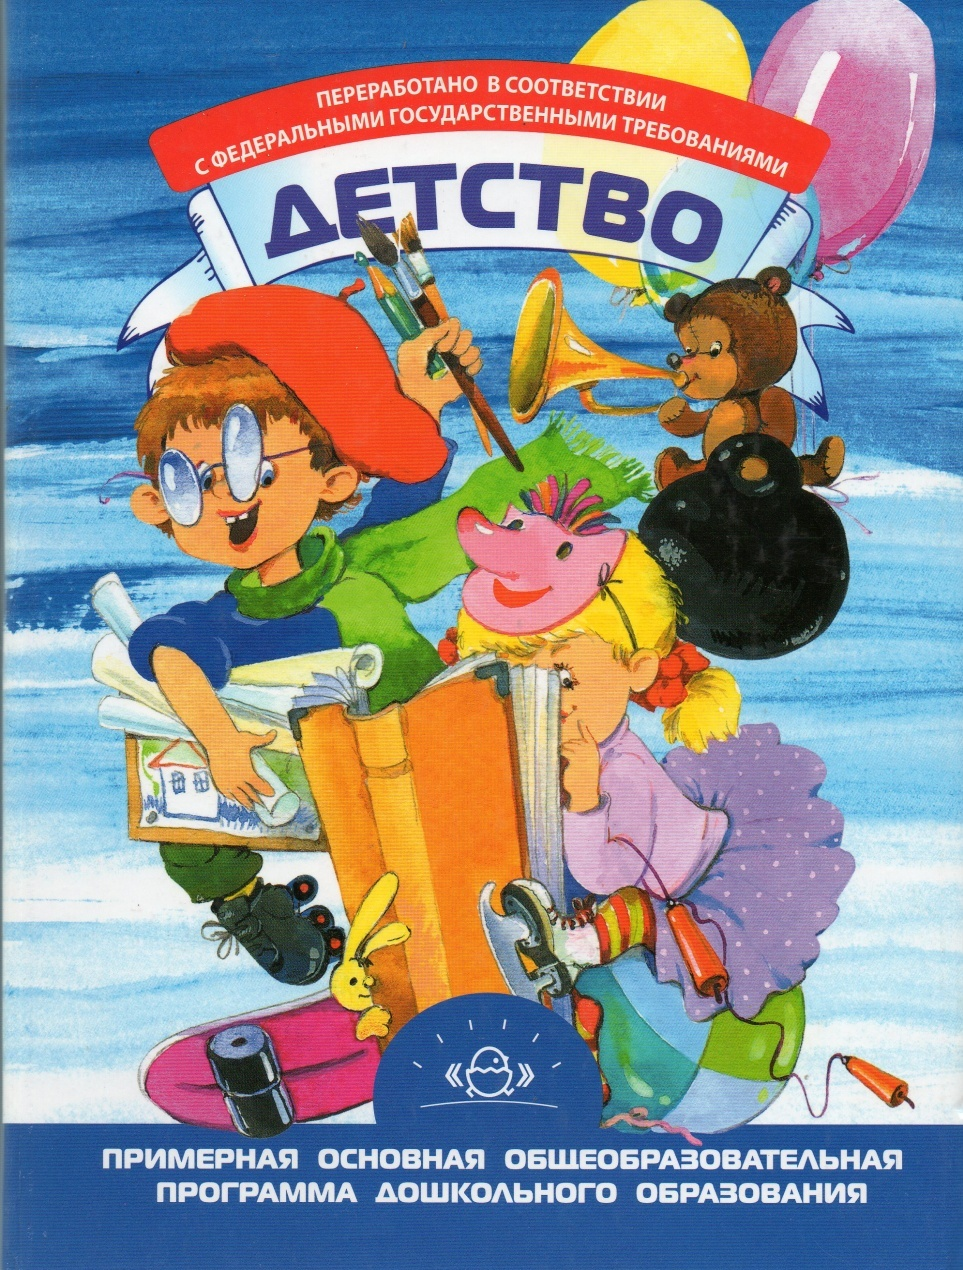 ПЕРЕРАБОТАНО В СООТВЕТСТВИИ
С ФЕДЕРАЛЬНЫМИ ГОСУДАРСТВЕННЫМИ ТРЕБОВАНИЯМИ
ДЕТСТВО
ПРИМЕРНАЯ ОСНОВНАЯ ОБЩЕОБРАЗОВАТЕЛЬНАЯ
ПРОГРАММА ДОШКОЛЬНОГО ОБРАЗОВАНИЯ